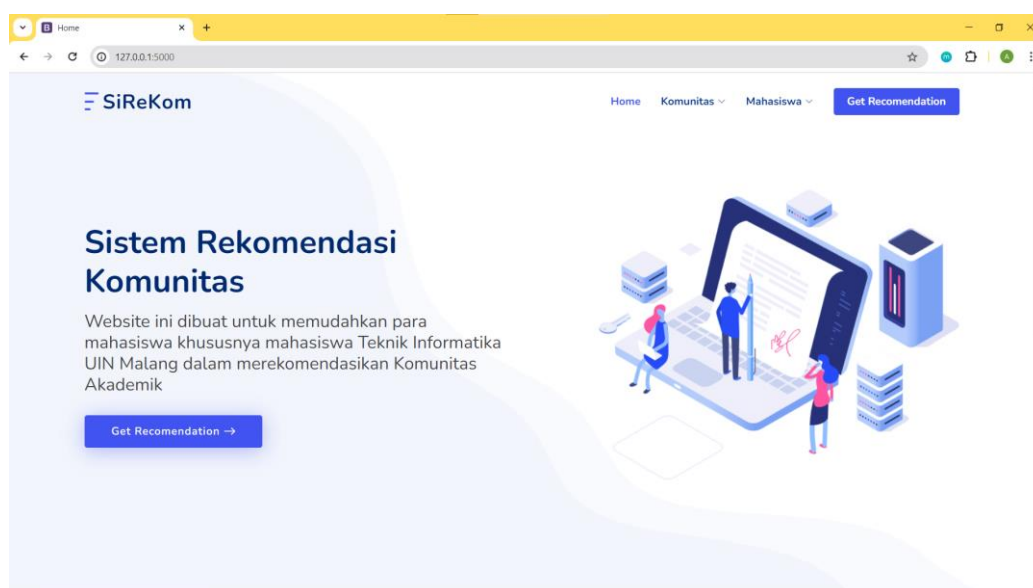 Home
127.0.0.1:5000
SiReKom
Home Komunitas Mahasiswa Get Recomendation
Sistem Rekomendasi
Komunitas
Website ini dibuat untuk memudahkan para
mahasiswa khususnya mahasiswa Teknik Informatika
UIN Malang dalam merekomendasikan Komunitas
Akademik
Get Recomendation →